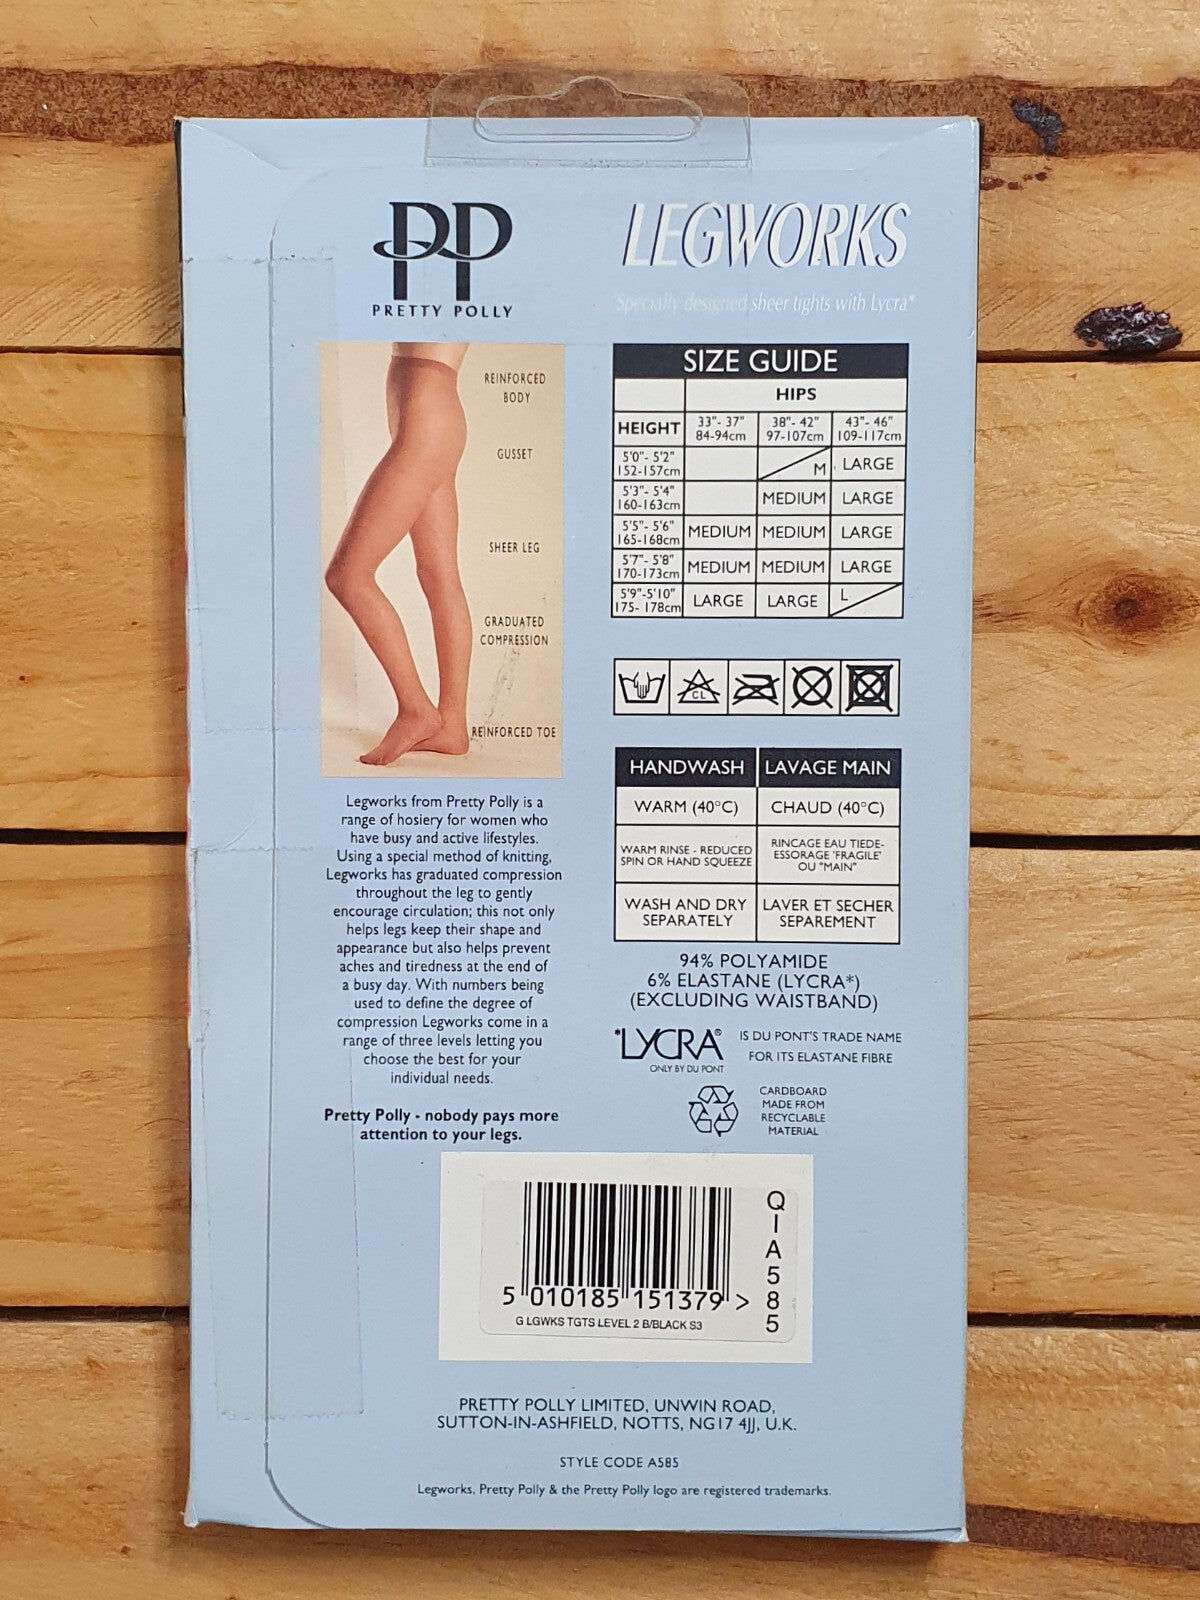 PP
PRETTY POLLY
LEGWORKS
Specially designed sheer tights with Lycra*
REINFORCED
BODY
GUSSET
SHEER LEG
GRADUATED
COMPRESSION
REINFORCED TOE
SIZE GUIDE
HIPS
HEIGHT 33"- 37" 84-94cm 38"- 42" 97-107cm 43"- 46" 109-117cm
5'0"- 5'2" 152-157cm M LARGE
5'3"- 5'4" 160-163cm MEDIUM LARGE
5'5"- 5'6" 165-168cm MEDIUM MEDIUM LARGE
5'7"- 5'8" 170-173cm MEDIUM MEDIUM LARGE
5'9"-5'10" 175- 178cm LARGE LARGE L
CL
HANDWASH LAVAGE MAIN
WARM (40°C) CHAUD (40°C)
WARM RINSE - REDUCED
SPIN OR HAND SQUEEZE
RINCAGE EAU TIEDE-
ESSORAGE 'FRAGILE'
OU "MAIN"
WASH AND DRY
SEPARATELY
LAVER ET SECHER
SEPAREMENT
94% POLYAMIDE
6% ELASTANE (LYCRA*)
(EXCLUDING WAISTBAND)
*LYCRA®
ONLY BY DU PONT
IS DU PONT'S TRADE NAME
FOR ITS ELASTANE FIBRE
CARDBOARD
MADE FROM
RECYCLABLE
MATERIAL
Legworks from Pretty Polly is a
range of hosiery for women who
have busy and active lifestyles.
Using a special method of knitting,
Legworks has graduated compression
throughout the leg to gently
encourage circulation; this not only
helps legs keep their shape and
appearance but also helps prevent
aches and tiredness at the end of
a busy day. With numbers being
used to define the degree of
compression Legworks come in a
range of three levels letting you
choose the best for your
individual needs.
Pretty Polly - nobody pays more
attention to your legs.
5 010185 151379 >
G LGWKS TGTS LEVEL 2 B/BLACK S3
Q
I
A
5
8
5
PRETTY POLLY LIMITED, UNWIN ROAD,
SUTTON-IN-ASHFIELD, NOTTS, NG17 4JJ, U.K.
STYLE CODE A585
Legworks, Pretty Polly & the Pretty Polly logo are registered trademarks.